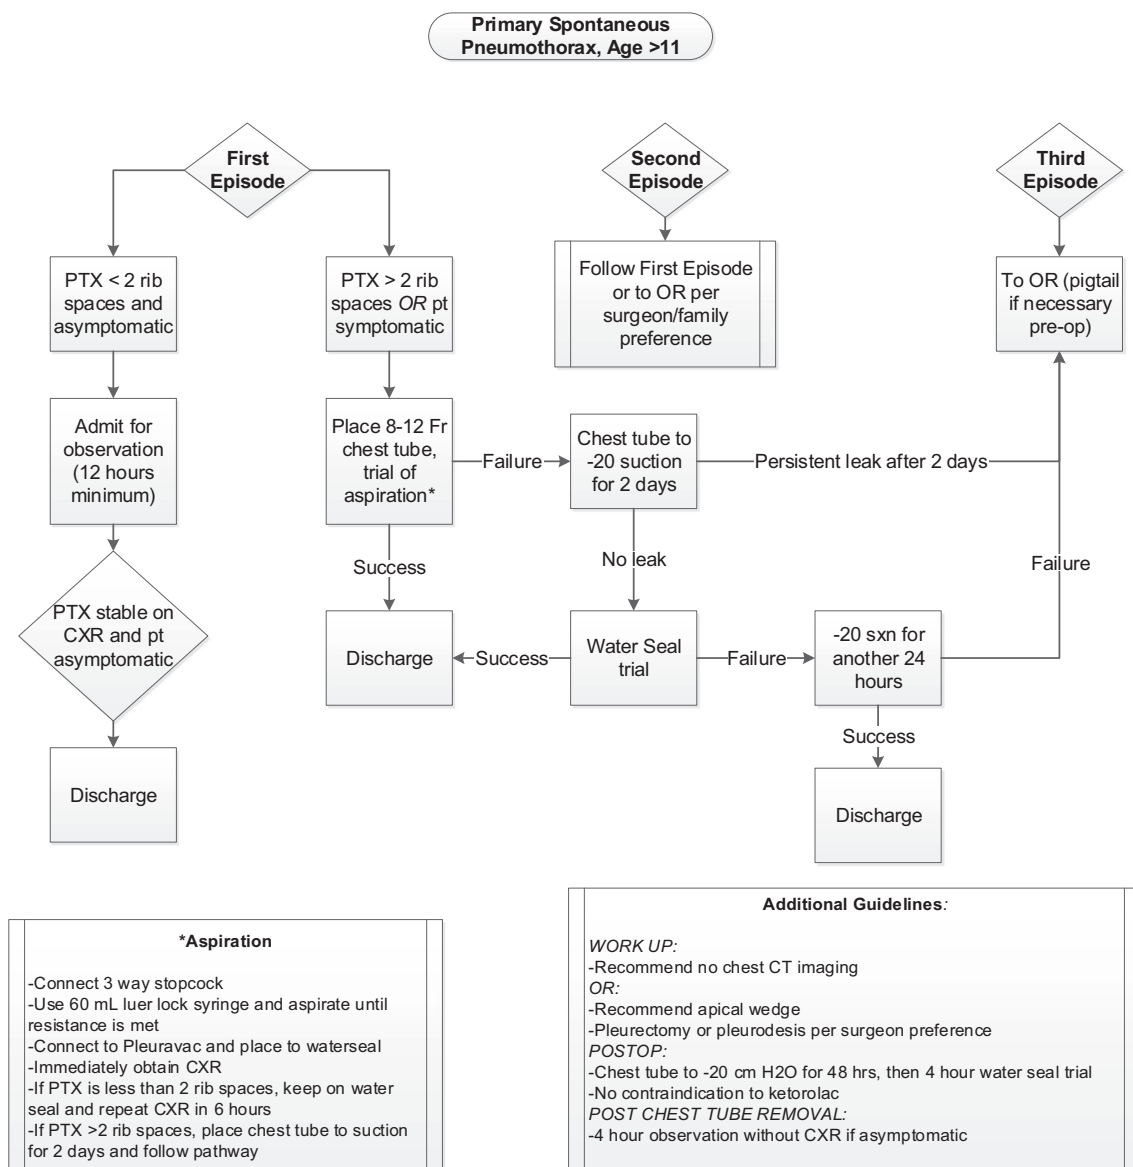 Primary Spontaneous
Pneumothorax, Age >11
First
Episode
Second
Episode
Third
Episode
PTX < 2 rib
spaces and
asymptomatic
PTX > 2 rib
spaces OR pt
symptomatic
Follow First Episode
or to OR per
surgeon/family
preference
To OR (pigtail
if necessary
pre-op)
Admit for
observation
(12 hours
minimum)
Place 8-12 Fr
chest tube,
trial of
aspiration*
Failure
Chest tube to
-20 suction
for 2 days
Persistent leak after 2 days
Success
No leak
Failure
PTX stable on
CXR and pt
asymptomatic
Discharge
Success
Water Seal
trial
Failure
-20 sxn for
another 24
hours
Success
Discharge
Discharge
*Aspiration
-Connect 3 way stopcock
-Use 60 mL luer lock syringe and aspirate until
resistance is met
-Connect to Pleuravac and place to waterseal
-Immediately obtain CXR
-If PTX is less than 2 rib spaces, keep on water
seal and repeat CXR in 6 hours
-If PTX >2 rib spaces, place chest tube to suction
for 2 days and follow pathway
Additional Guidelines:
WORK UP:
-Recommend no chest CT imaging
OR:
-Recommend apical wedge
-Pleurectomy or pleurodesis per surgeon preference
POSTOP:
-Chest tube to -20 cm H2O for 48 hrs, then 4 hour water seal trial
-No contraindication to ketorolac
POST CHEST TUBE REMOVAL:
-4 hour observation without CXR if asymptomatic